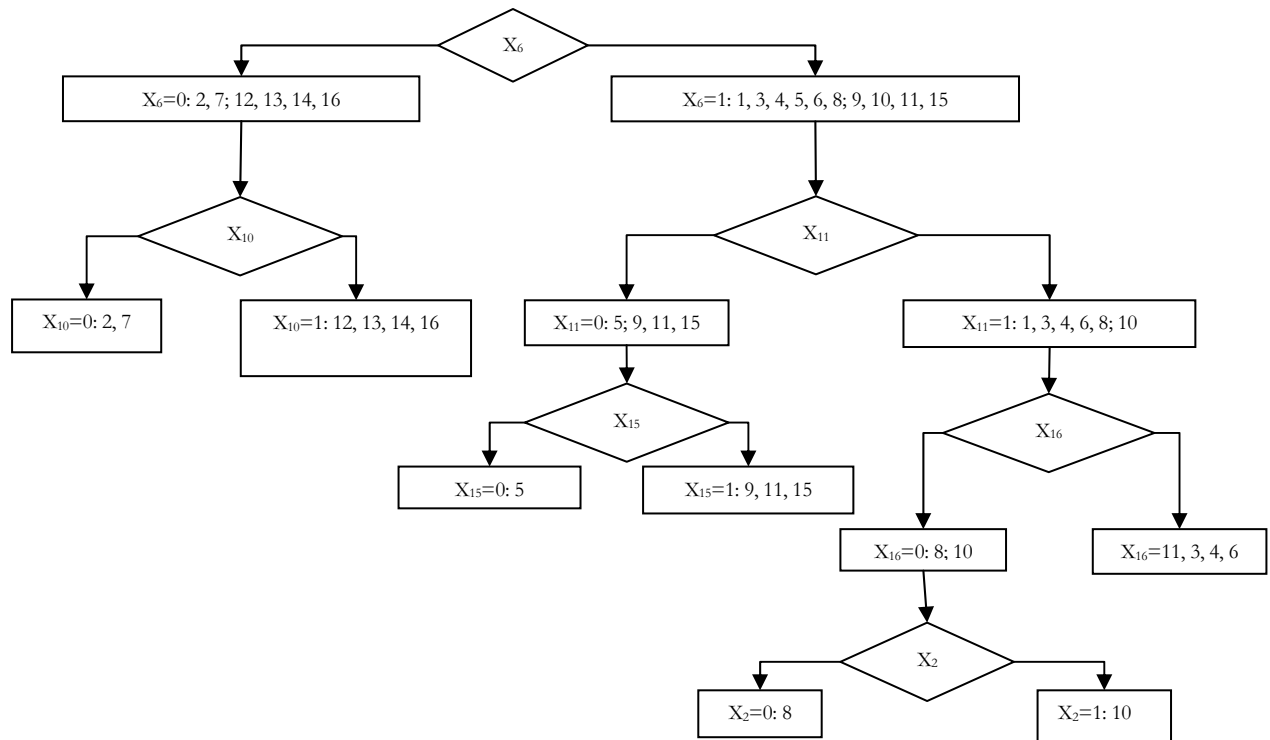 X₆
X₆=0: 2, 7; 12, 13, 14, 16
X₆=1: 1, 3, 4, 5, 6, 8; 9, 10, 11, 15
X₁₀
X₁₁
X₁₀=0: 2, 7
X₁₀=1: 12, 13, 14, 16
X₁₁=0: 5; 9, 11, 15
X₁₁=1: 1, 3, 4, 6, 8; 10
X₁₅
X₁₆
X₁₅=0: 5
X₁₅=1: 9, 11, 15
X₁₆=0: 8; 10
X₁₆=11, 3, 4, 6
X₂
X₂=0: 8
X₂=1: 10